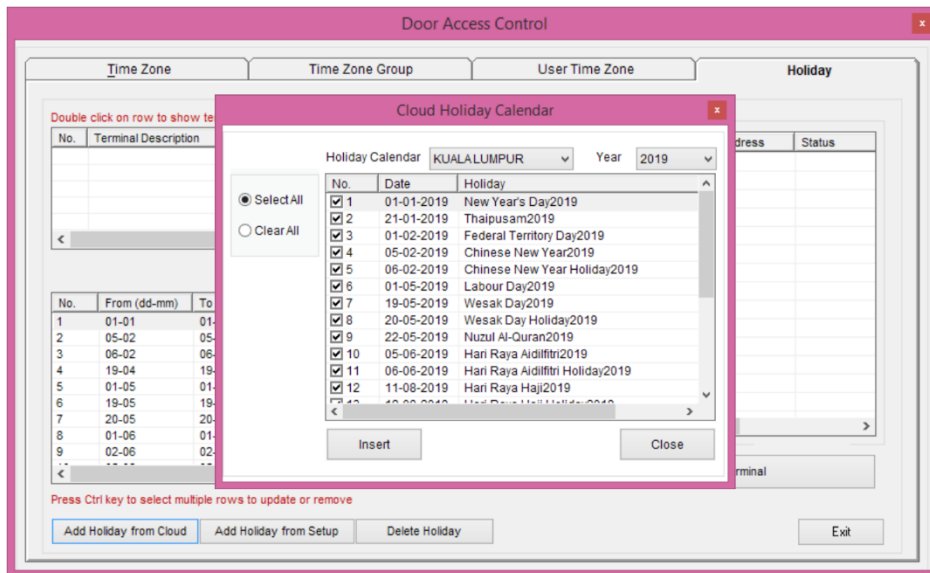 Door Access Control
x
Time Zone
Time Zone Group
User Time Zone
Holiday
Double click on row to show te
No. Terminal Description
dress Status
Cloud Holiday Calendar
x
Holiday Calendar KUALA LUMPUR Year 2019
Select All
Clear All
No. Date Holiday
1 01-01-2019 New Year's Day2019
2 21-01-2019 Thaipusam2019
3 01-02-2019 Federal Territory Day2019
4 05-02-2019 Chinese New Year2019
5 06-02-2019 Chinese New Year Holiday2019
6 01-05-2019 Labour Day2019
7 19-05-2019 Wesak Day2019
8 20-05-2019 Wesak Day Holiday2019
9 22-05-2019 Nuzul Al-Quran2019
10 05-06-2019 Hari Raya Aidilfitri2019
11 06-06-2019 Hari Raya Aidilfitri Holiday2019
12 11-08-2019 Hari Raya Haji2019
Insert
Close
No. From (dd-mm) To
1 01-01 01-
2 05-02 05-
3 06-02 06-
4 19-04 19-
5 01-05 01-
6 19-05 19-
7 20-05 20-
8 01-06 01-
9 02-06 02-
rminal
Press Ctrl key to select multiple rows to update or remove
Add Holiday from Cloud
Add Holiday from Setup
Delete Holiday
Exit